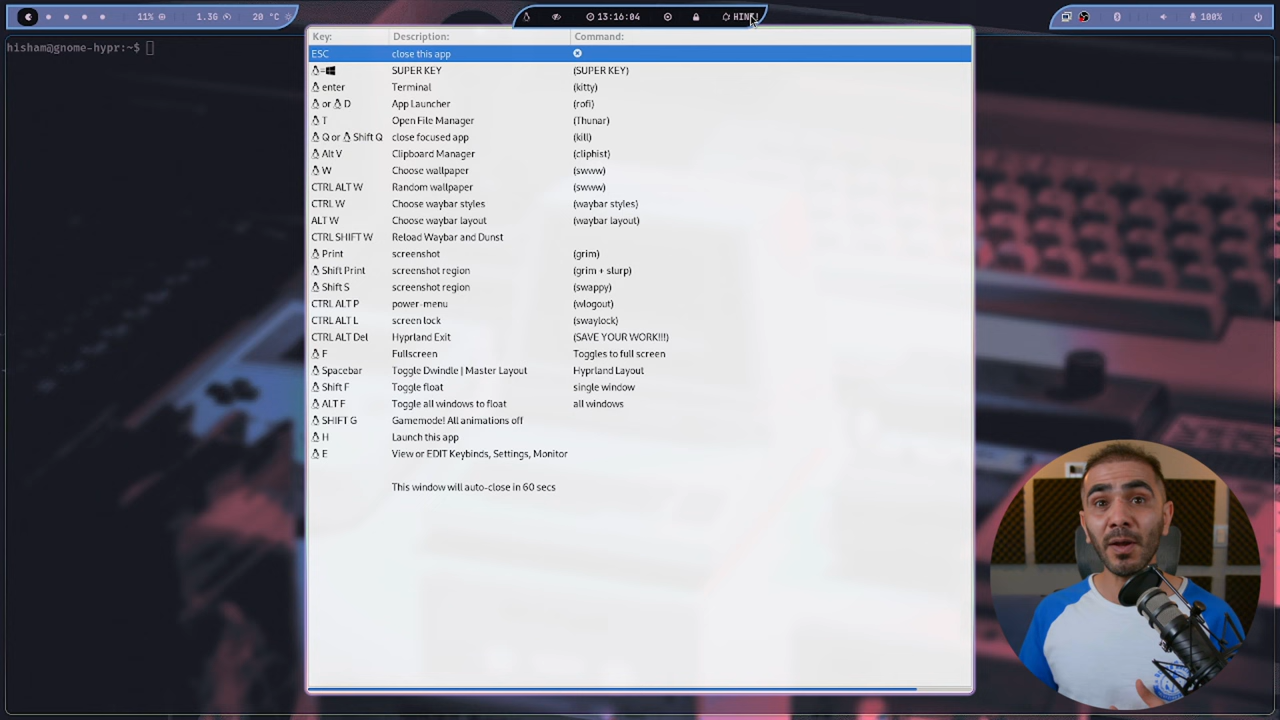 11% 1.3G 20 °C
13:16:04 HINT!
100%
hisham@gnome-hypr:~$
Key: Description: Command:
ESC close this app
= SUPER KEY (SUPER KEY)
enter Terminal (kitty)
or D App Launcher (rofi)
T Open File Manager (Thunar)
Q or Shift Q close focused app (kill)
Alt V Clipboard Manager (cliphist)
W Choose wallpaper (swww)
CTRL ALT W Random wallpaper (swww)
CTRL W Choose waybar styles (waybar styles)
ALT W Choose waybar layout (waybar layout)
CTRL SHIFT W Reload Waybar and Dunst
Print screenshot (grim)
Shift Print screenshot region (grim + slurp)
Shift S screenshot region (swappy)
CTRL ALT P power-menu (wlogout)
CTRL ALT L screen lock (swaylock)
CTRL ALT Del Hyprland Exit (SAVE YOUR WORK!!!)
F Fullscreen Toggles to full screen
Spacebar Toggle Dwindle | Master Layout Hyprland Layout
Shift F Toggle float single window
ALT F Toggle all windows to float all windows
SHIFT G Gamemode! All animations off
H Launch this app
E View or EDIT Keybinds, Settings, Monitor
This window will auto-close in 60 secs